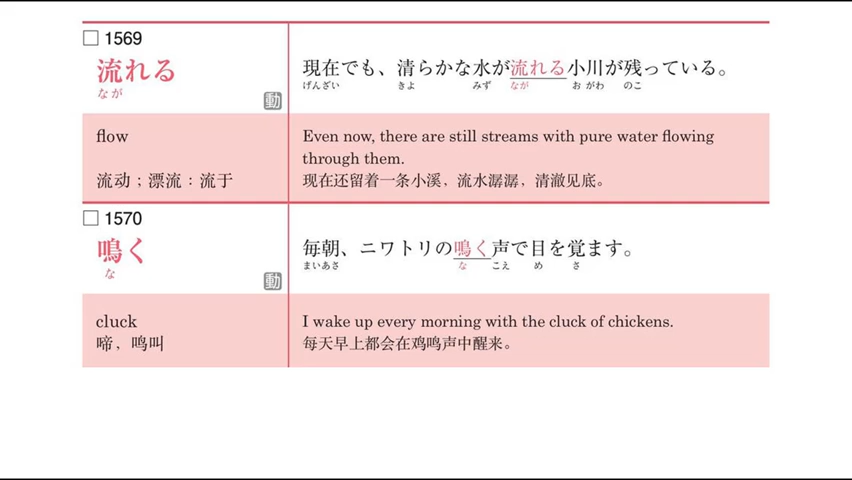 □ 1569
流れる
なが
動
現在でも、清らかな水が流れる小川が残っている。
げんざい きよ みず なが お がわ のこ
flow
流动；漂流：流于
Even now, there are still streams with pure water flowing
through them.
现在还留着一条小溪，流水潺潺，清澈见底。
□ 1570
鳴く
な
動
毎朝、ニワトリの鳴く声で目を覚ます。
まいあさ な こえ め さ
cluck
啼，鸣叫
I wake up every morning with the cluck of chickens.
每天早上都会在鸡鸣声中醒来。